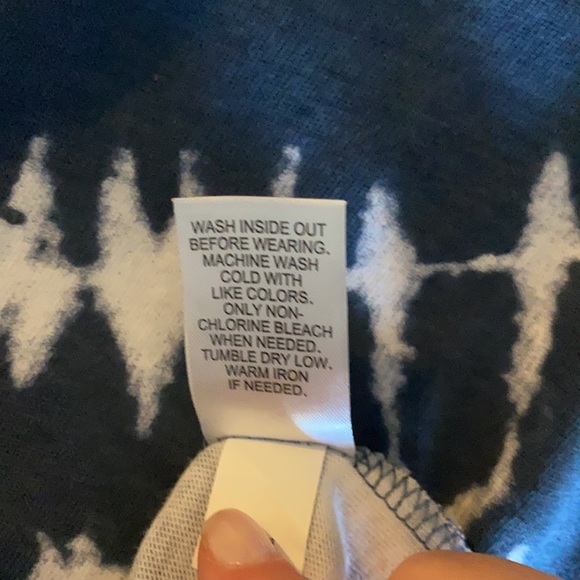 WASH INSIDE OUT
BEFORE WEARING.
MACHINE WASH
COLD WITH
LIKE COLORS.
ONLY NON-
CHLORINE BLEACH
WHEN NEEDED.
TUMBLE DRY LOW.
WARM IRON
IF NEEDED.